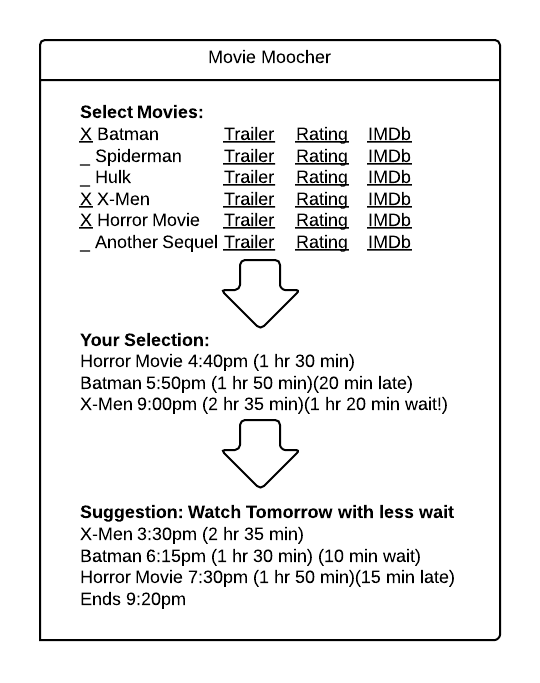 Movie Moocher
Select Movies:
X Batman Trailer Rating IMDb
_ Spiderman Trailer Rating IMDb
_ Hulk Trailer Rating IMDb
X X-Men Trailer Rating IMDb
X Horror Movie Trailer Rating IMDb
_ Another Sequel Trailer Rating IMDb
Your Selection:
Horror Movie 4:40pm (1 hr 30 min)
Batman 5:50pm (1 hr 50 min)(20 min late)
X-Men 9:00pm (2 hr 35 min)(1 hr 20 min wait!)
Suggestion: Watch Tomorrow with less wait
X-Men 3:30pm (2 hr 35 min)
Batman 6:15pm (1 hr 30 min) (10 min wait)
Horror Movie 7:30pm (1 hr 50 min)(15 min late)
Ends 9:20pm